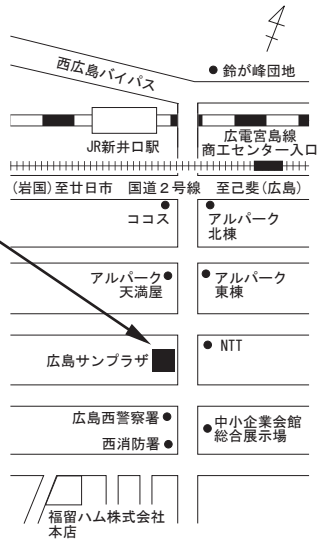 西広島バイパス
鈴が峰団地
JR新井口駅
広電宮島線
商工センター入口
(岩国)至廿日市 国道2号線 至己斐(広島)
ココス
アルパーク
北棟
アルパーク
天満屋
アルパーク
東棟
広島サンプラザ
NTT
広島西警察署
西消防署
中小企業会館
総合展示場
福留ハム株式会社
本店